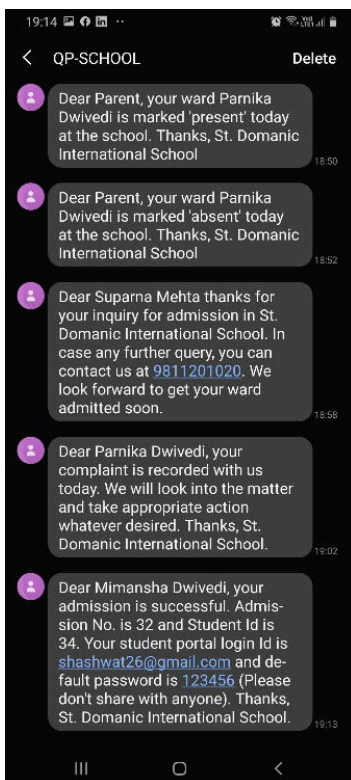 19:14
QP-SCHOOL
Delete
Dear Parent, your ward Parnika
Dwivedi is marked 'present' today
at the school. Thanks, St. Domanic
International School
18:50
Dear Parent, your ward Parnika
Dwivedi is marked 'absent' today
at the school. Thanks, St. Domanic
International School
18:52
Dear Suparna Mehta thanks for
your inquiry for admission in St.
Domanic International School. In
case any further query, you can
contact us at 9811201020. We
look forward to get your ward
admitted soon.
18:58
Dear Parnika Dwivedi, your
complaint is recorded with us
today. We will look into the matter
and take appropriate action
whatever desired. Thanks, St.
Domanic International School.
19:02
Dear Mimansha Dwivedi, your
admission is successful. Admis-
sion No. is 32 and Student Id is
34. Your student portal login Id is
shashwat26@gmail.com and de-
fault password is 123456 (Please
don't share with anyone). Thanks,
St. Domanic International School.
19:13